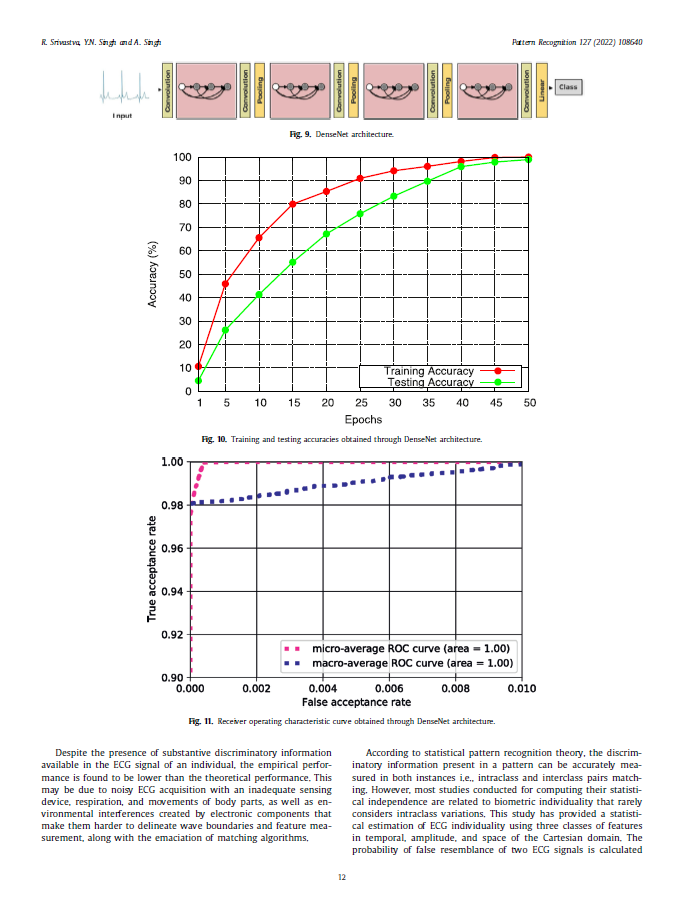 R. Srivastva, Y.N. Singh and A. Singh
Pattern Recognition 127 (2022) 108640
Input
Convolution
Convolution
Pooling
Convolution
Pooling
Convolution
Pooling
Convolution
Linear
Class
Fig. 9. DenseNet architecture.
100
90
80
70
60
50
40
30
20
10
0
Accuracy (%)
Training Accuracy
Testing Accuracy
1 5 10 15 20 25 30 35 40 45 50
Epochs
Fig. 10. Training and testing accuracies obtained through DenseNet architecture.
1.00
0.98
0.96
0.94
0.92
0.90
True acceptance rate
micro-average ROC curve (area = 1.00)
macro-average ROC curve (area = 1.00)
0.000 0.002 0.004 0.006 0.008 0.010
False acceptance rate
Fig. 11. Receiver operating characteristic curve obtained through DenseNet architecture.
Despite the presence of substantive discriminatory information
available in the ECG signal of an individual, the empirical perfor-
mance is found to be lower than the theoretical performance. This
may be due to noisy ECG acquisition with an inadequate sensing
device, respiration, and movements of body parts, as well as en-
vironmental interferences created by electronic components that
make them harder to delineate wave boundaries and feature mea-
surement, along with the emaciation of matching algorithms.
According to statistical pattern recognition theory, the discrim-
inatory information present in a pattern can be accurately mea-
sured in both instances i.e., intraclass and interclass pairs match-
ing. However, most studies conducted for computing their statisti-
cal independence are related to biometric individuality that rarely
considers intraclass variations. This study has provided a statisti-
cal estimation of ECG individuality using three classes of features
in temporal, amplitude, and space of the Cartesian domain. The
probability of false resemblance of two ECG signals is calculated
12